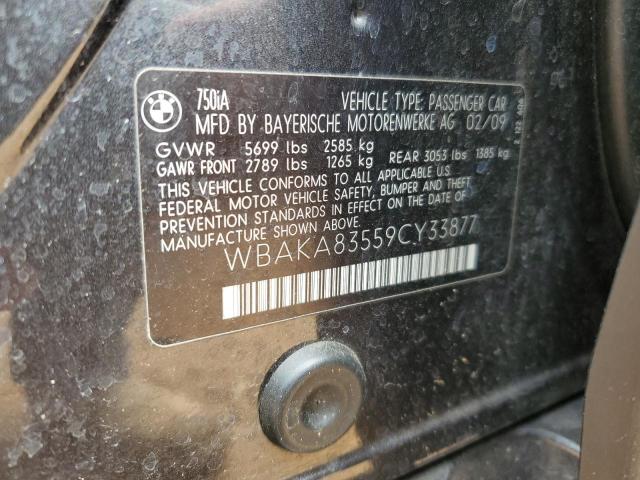 BMW
750iA VEHICLE TYPE: PASSENGER CAR
MFD BY BAYERISCHE MOTORENWERKE AG 02/09
GVWR 5699 lbs 2585 kg
GAWR FRONT 2789 lbs 1265 kg REAR 3053 lbs 1385 kg
THIS VEHICLE CONFORMS TO ALL APPLICABLE U.S.
FEDERAL MOTOR VEHICLE SAFETY, BUMPER AND THEFT
PREVENTION STANDARDS IN EFFECT ON THE DATE OF
MANUFACTURE SHOWN ABOVE.
WBAKA83559CY33877